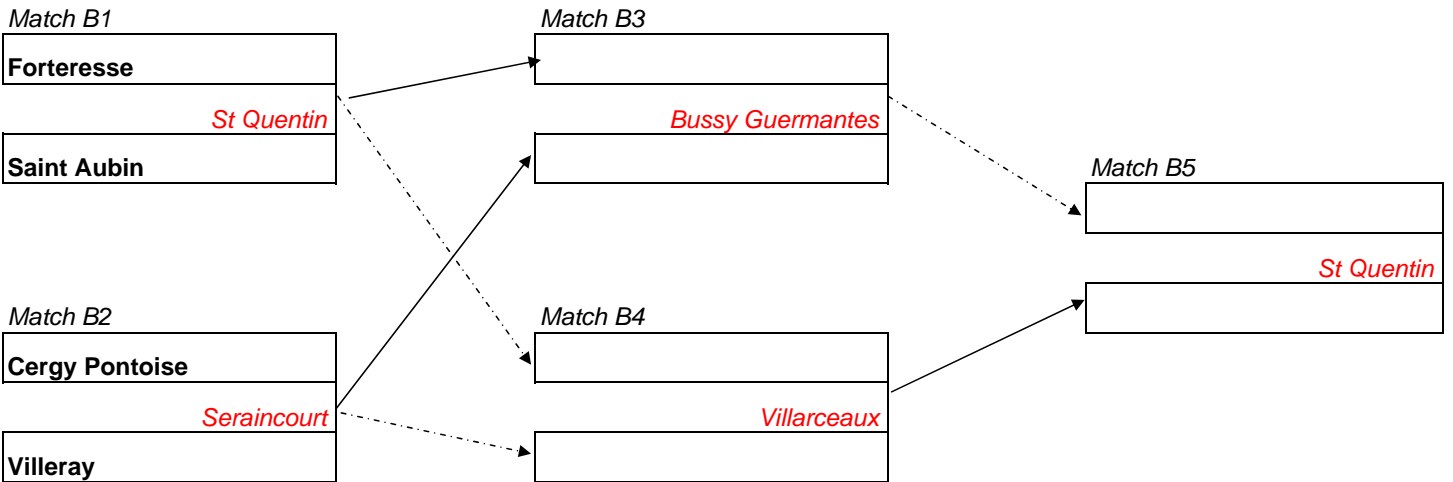 Match B1
Forteresse
St Quentin
Saint Aubin
Match B2
Cergy Pontoise
Seraincourt
Villeray
Match B3
Bussy Guermantes
Match B4
Villarceaux
Match B5
St Quentin